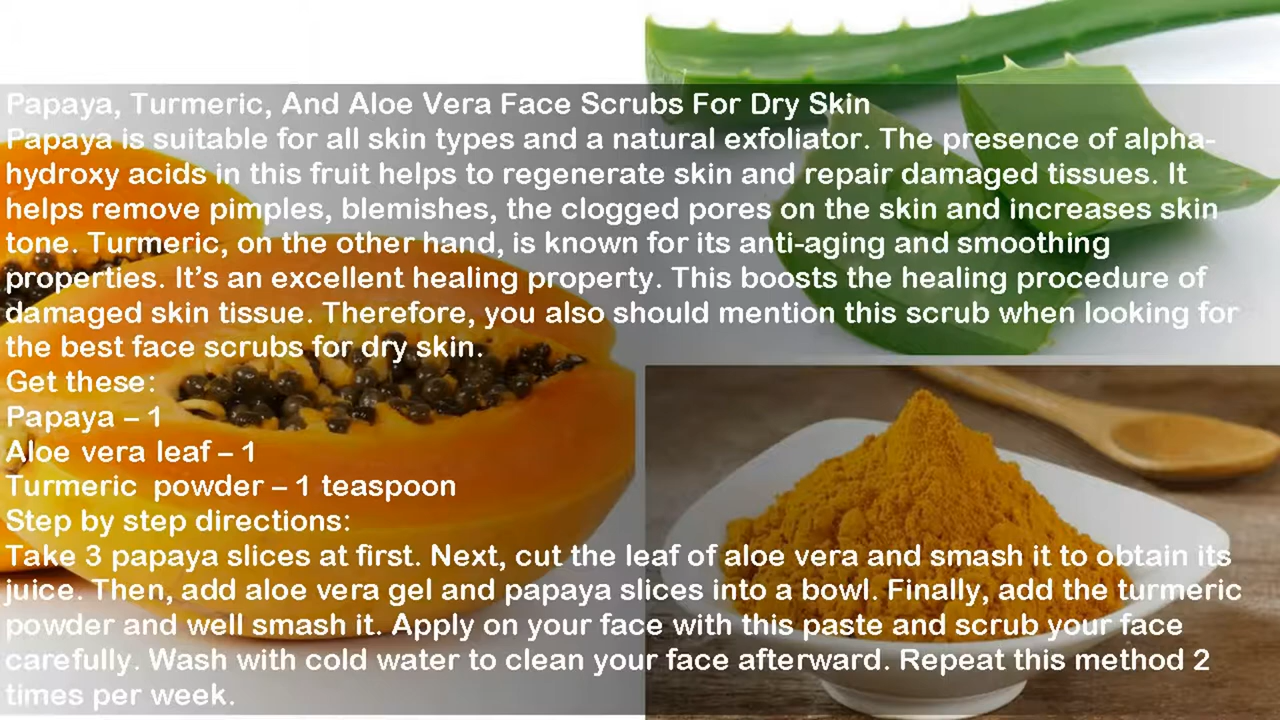 Papaya, Turmeric, And Aloe Vera Face Scrubs For Dry Skin
Papaya is suitable for all skin types and a natural exfoliator. The presence of alpha-
hydroxy acids in this fruit helps to regenerate skin and repair damaged tissues. It
helps remove pimples, blemishes, the clogged pores on the skin and increases skin
tone. Turmeric, on the other hand, is known for its anti-aging and smoothing
properties. It’s an excellent healing property. This boosts the healing procedure of
damaged skin tissue. Therefore, you also should mention this scrub when looking for
the best face scrubs for dry skin.
Get these:
Papaya – 1
Aloe vera leaf – 1
Turmeric  powder – 1 teaspoon
Step by step directions:
Take 3 papaya slices at first. Next, cut the leaf of aloe vera and smash it to obtain its
juice. Then, add aloe vera gel and papaya slices into a bowl. Finally, add the turmeric
powder and well smash it. Apply on your face with this paste and scrub your face
carefully. Wash with cold water to clean your face afterward. Repeat this method 2
times per week.